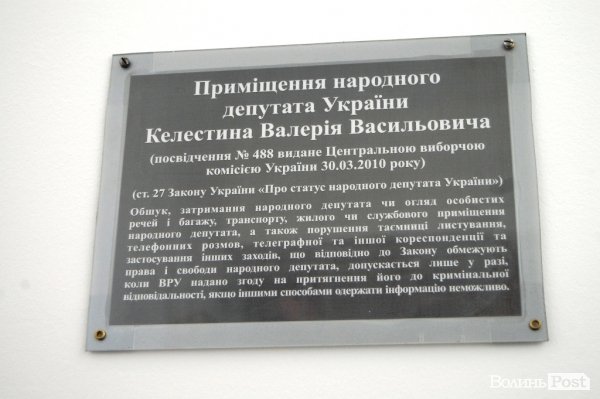 Приміщення народного
депутата України
Келестина Валерія Васильовича
(посвідчення № 488 видане Центральною виборчою
комісією України 30.03.2010 року)
(ст. 27 Закону України «Про статус народного депутата України»)
Обшук, затримання народного депутата чи огляд особистих
речей і багажу, транспорту, жилого чи службового приміщення
народного депутата, а також порушення таємниці листування,
телефонних розмов, телеграфної та іншої кореспонденції та
застосування інших заходів, що відповідно до Закону обмежують
права і свободи народного депутата, допускається лише у разі,
коли ВРУ надано згоду на притягнення його до кримінальної
відповідальності, якщо іншими способами одержати інформацію неможливо.
ВолиньPost